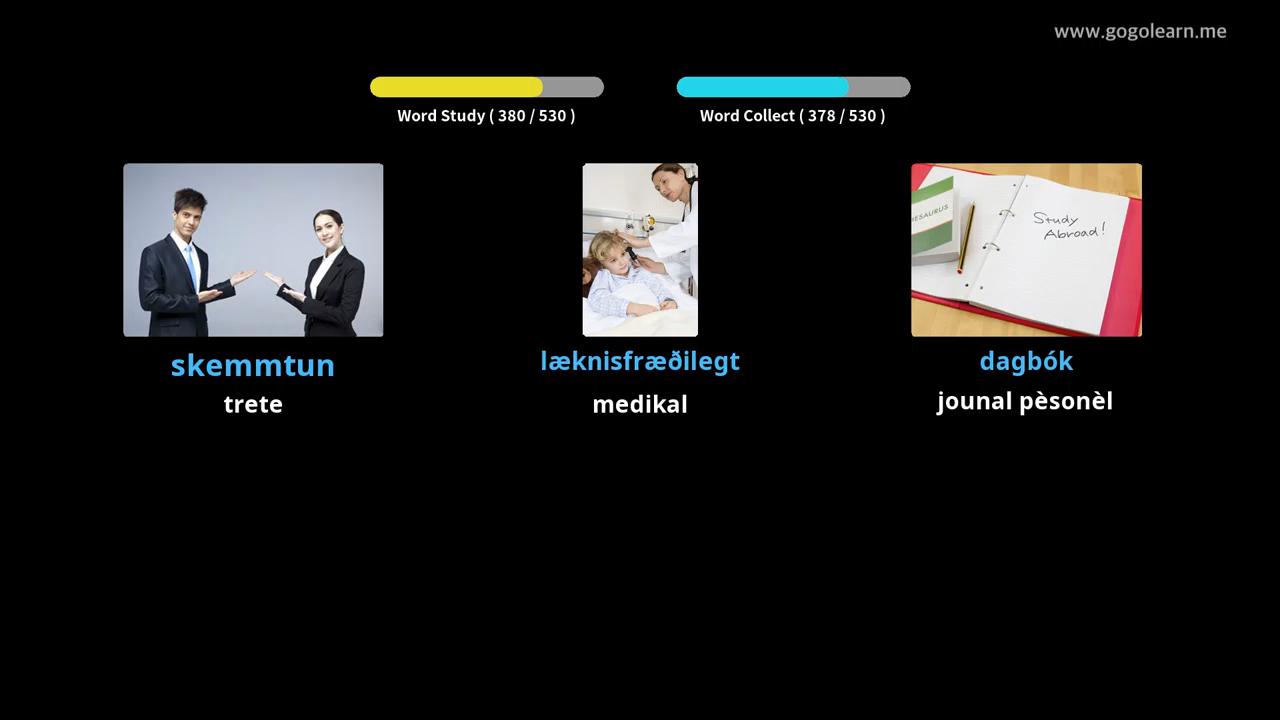 www.gogolearn.me
Word Study ( 380 / 530 )
Word Collect ( 378 / 530 )
ESAURUS
Study
Abroad!
skemmtun
læknisfræðilegt
dagbók
trete
medikal
jounal pèsonèl